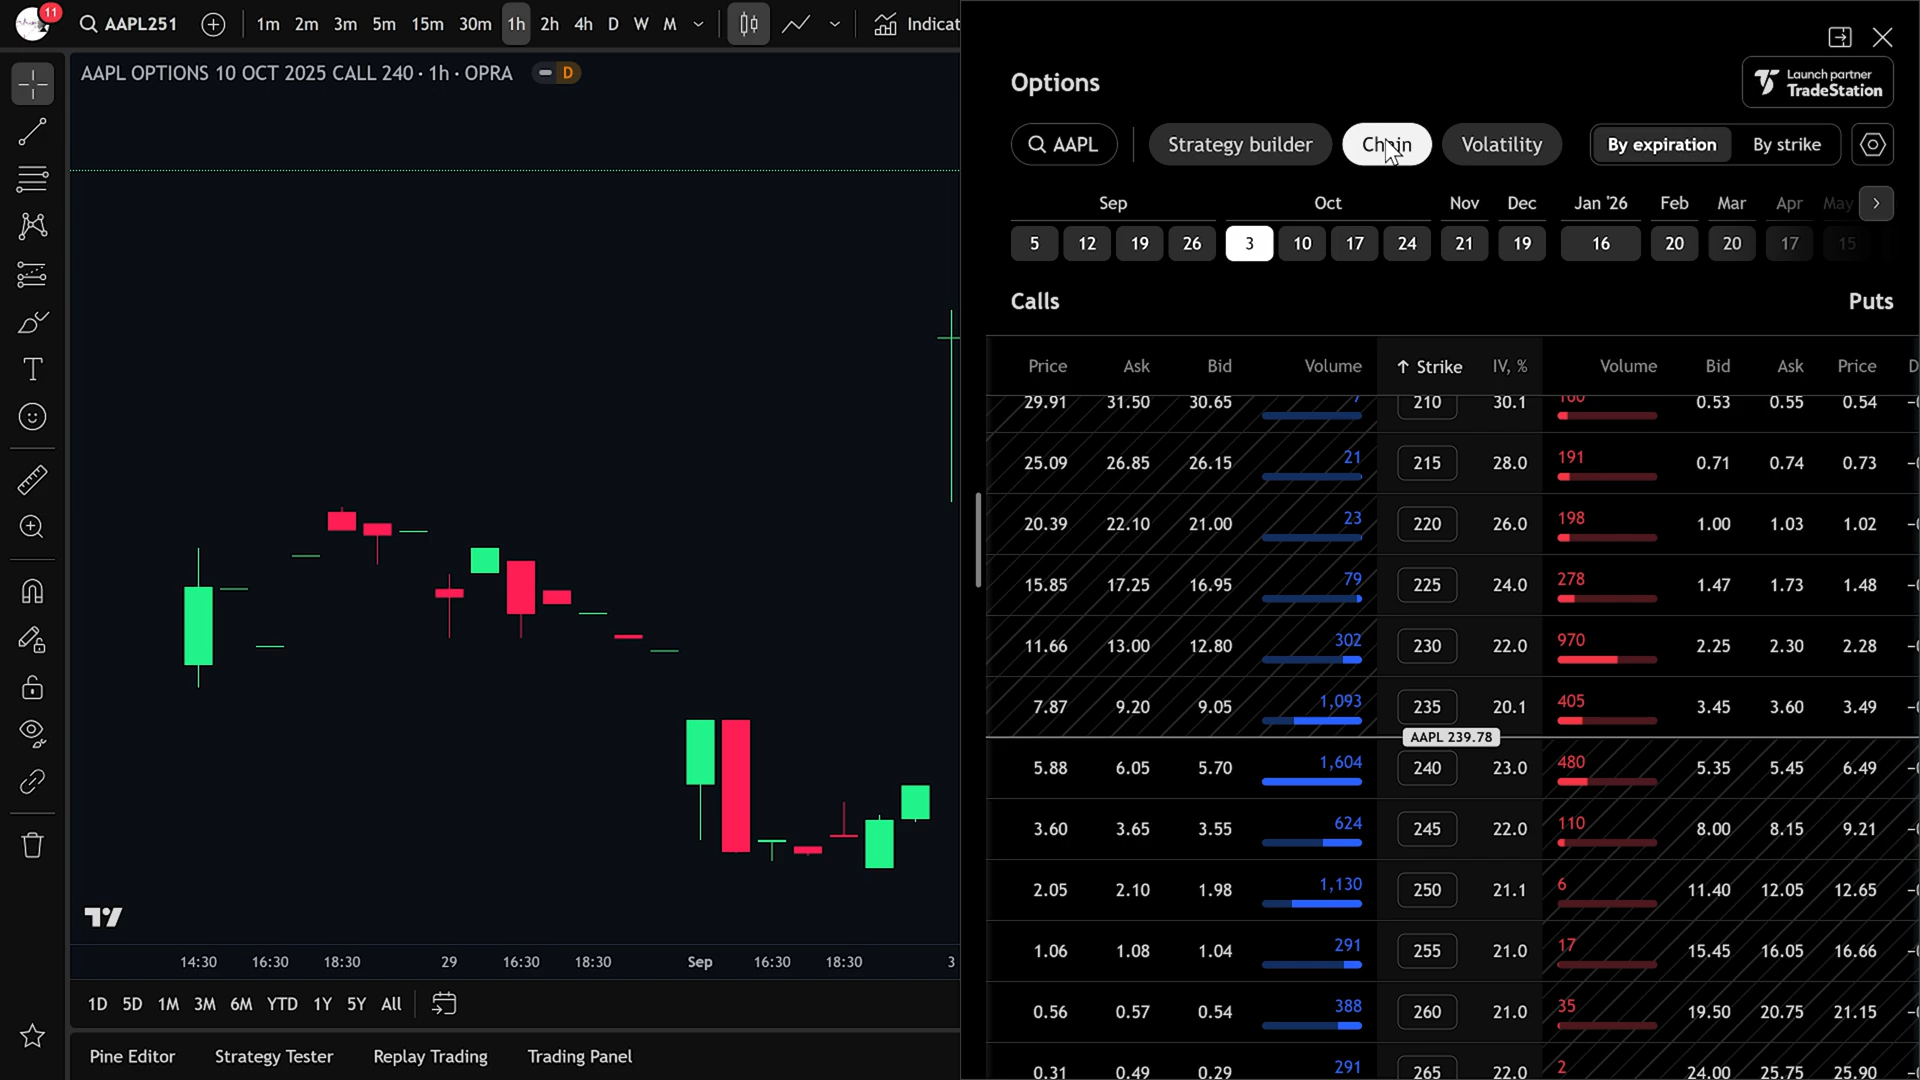 11
AAPL251
1m 2m 3m 5m 15m 30m 1h 2h 4h D W M
Indicat
AAPL OPTIONS 10 OCT 2025 CALL 240 · 1h · OPRA
D
14:30 16:30 18:30 29 16:30 18:30 Sep 16:30 18:30 3
1D 5D 1M 3M 6M YTD 1Y 5Y All
Pine Editor Strategy Tester Replay Trading Trading Panel
Options
Launch partner
TradeStation
AAPL Strategy builder Chain Volatility By expiration By strike
Sep Oct Nov Dec Jan '26 Feb Mar Apr May
5 12 19 26 3 10 17 24 21 19 16 20 20 17 15
Calls Puts
Price Ask Bid Volume Strike IV, % Volume Bid Ask Price D
29.91 31.50 30.65 7 210 30.1 160 0.53 0.55 0.54
25.09 26.85 26.15 21 215 28.0 191 0.71 0.74 0.73
20.39 22.10 21.00 23 220 26.0 198 1.00 1.03 1.02
15.85 17.25 16.95 79 225 24.0 278 1.47 1.73 1.48
11.66 13.00 12.80 302 230 22.0 970 2.25 2.30 2.28
7.87 9.20 9.05 1,093 235 20.1 405 3.45 3.60 3.49
AAPL 239.78
5.88 6.05 5.70 1,604 240 23.0 480 5.35 5.45 6.49
3.60 3.65 3.55 624 245 22.0 110 8.00 8.15 9.21
2.05 2.10 1.98 1,130 250 21.1 6 11.40 12.05 12.65
1.06 1.08 1.04 291 255 21.0 17 15.45 16.05 16.66
0.56 0.57 0.54 388 260 21.0 35 19.50 20.75 21.15
0.31 0.49 0.29 291 265 22.0 2 24.00 25.75 25.90